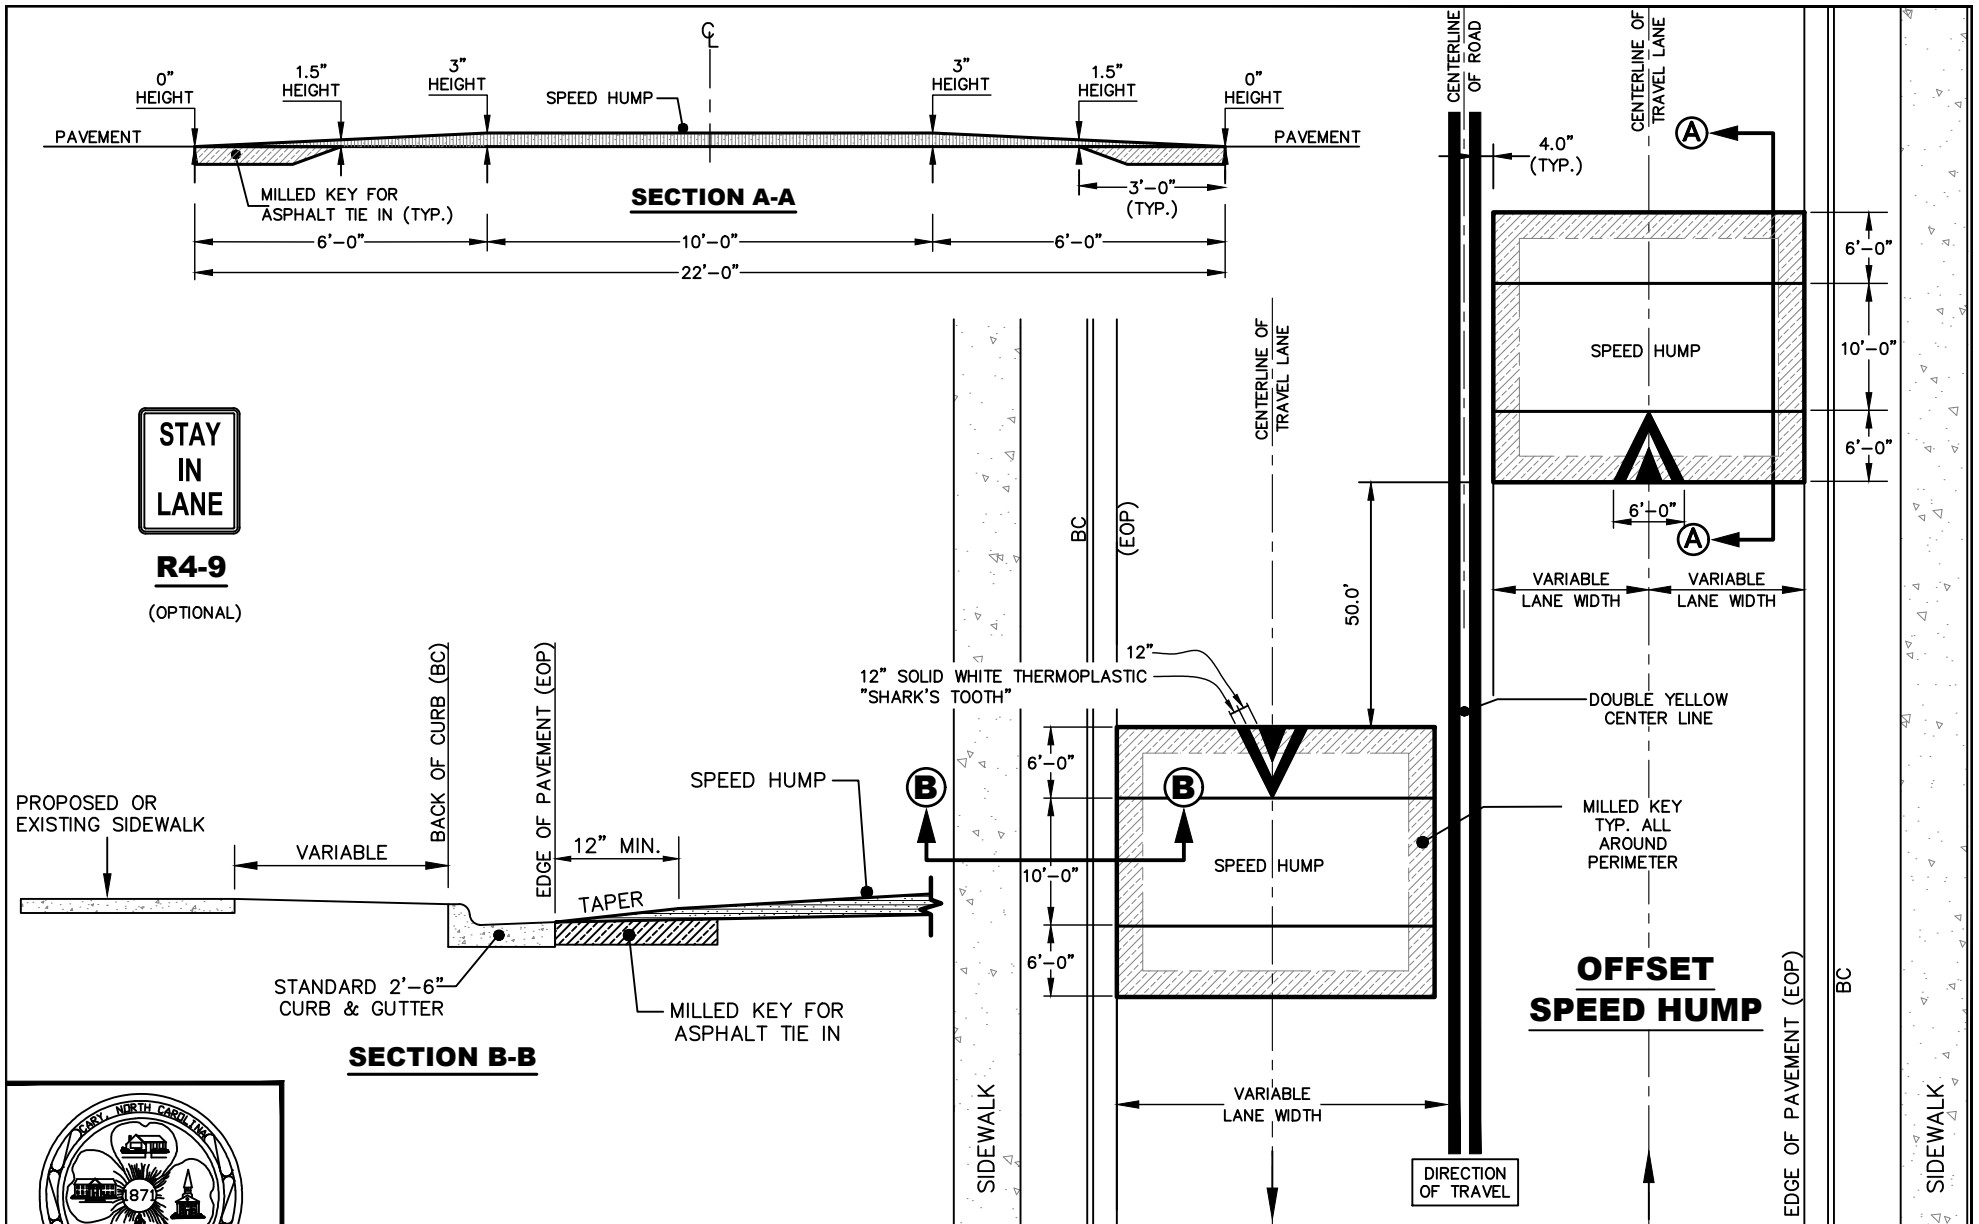 ℄
0" HEIGHT
1.5" HEIGHT
3" HEIGHT
SPEED HUMP
3" HEIGHT
1.5" HEIGHT
0" HEIGHT
PAVEMENT
PAVEMENT
MILLED KEY FOR
ASPHALT TIE IN (TYP.)
SECTION A-A
3'-0"
(TYP.)
6'-0"
10'-0"
6'-0"
22'-0"
STAY
IN
LANE
R4-9
(OPTIONAL)
CENTERLINE
OF ROAD
CENTERLINE OF
TRAVEL LANE
A
4.0"
(TYP.)
6'-0"
SPEED HUMP
10'-0"
6'-0"
6'-0"
A
VARIABLE
LANE WIDTH
VARIABLE
LANE WIDTH
CENTERLINE OF
TRAVEL LANE
BC
(EOP)
50.0'
12"
12" SOLID WHITE THERMOPLASTIC
"SHARK'S TOOTH"
DOUBLE YELLOW
CENTER LINE
B
B
6'-0"
MILLED KEY
TYP. ALL
AROUND
PERIMETER
SPEED HUMP
10'-0"
6'-0"
BACK OF CURB (BC)
EDGE OF PAVEMENT (EOP)
SPEED HUMP
PROPOSED OR
EXISTING SIDEWALK
VARIABLE
12" MIN.
TAPER
STANDARD 2'-6"
CURB & GUTTER
MILLED KEY FOR
ASPHALT TIE IN
SECTION B-B
OFFSET
SPEED HUMP
EDGE OF PAVEMENT (EOP)
BC
SIDEWALK
VARIABLE
LANE WIDTH
SIDEWALK
DIRECTION
OF TRAVEL
CARY, NORTH CAROLINA
1871